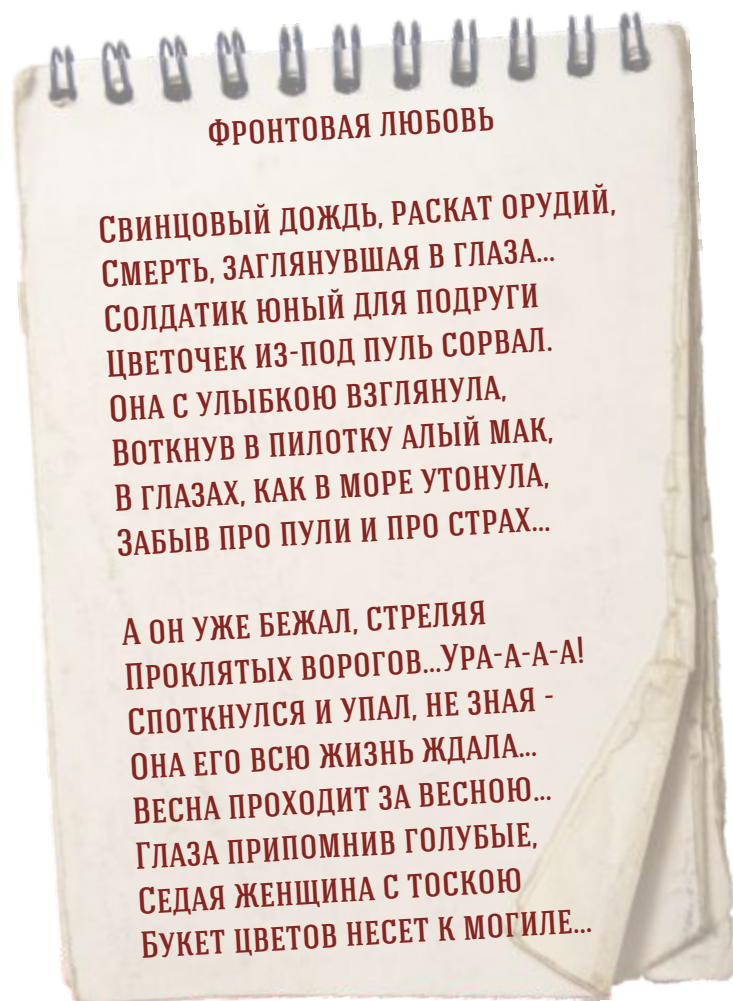 ФРОНТОВАЯ ЛЮБОВЬ
СВИНЦОВЫЙ ДОЖДЬ, РАСКАТ ОРУДИЙ,
СМЕРТЬ, ЗАГЛЯНУВШАЯ В ГЛАЗА...
СОЛДАТИК ЮНЫЙ ДЛЯ ПОДРУГИ
ЦВЕТОЧЕК ИЗ-ПОД ПУЛЬ СОРВАЛ.
ОНА С УЛЫБКОЮ ВЗГЛЯНУЛА,
ВОТКНУВ В ПИЛОТКУ АЛЫЙ МАК,
В ГЛАЗАХ, КАК В МОРЕ УТОНУЛА,
ЗАБЫВ ПРО ПУЛИ И ПРО СТРАХ...
А ОН УЖЕ БЕЖАЛ, СТРЕЛЯЯ
ПРОКЛЯТЫХ ВОРОГОВ...УРА-А-А-А!
СПОТКНУЛСЯ И УПАЛ, НЕ ЗНАЯ -
ОНА ЕГО ВСЮ ЖИЗНЬ ЖДАЛА...
ВЕСНА ПРОХОДИТ ЗА ВЕСНОЮ...
ГЛАЗА ПРИПОМНИВ ГОЛУБЫЕ,
СЕДАЯ ЖЕНЩИНА С ТОСКОЮ
БУКЕТ ЦВЕТОВ НЕСЕТ К МОГИЛЕ...